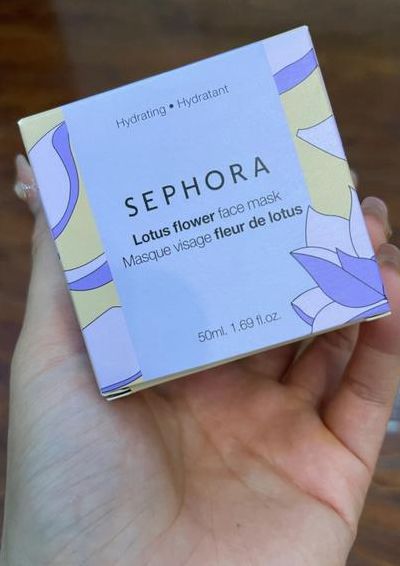 Hydrating • Hydratant
SEPHORA
Lotus flower face mask
Masque visage fleur de lotus
50ml. 1.69 fl.oz.